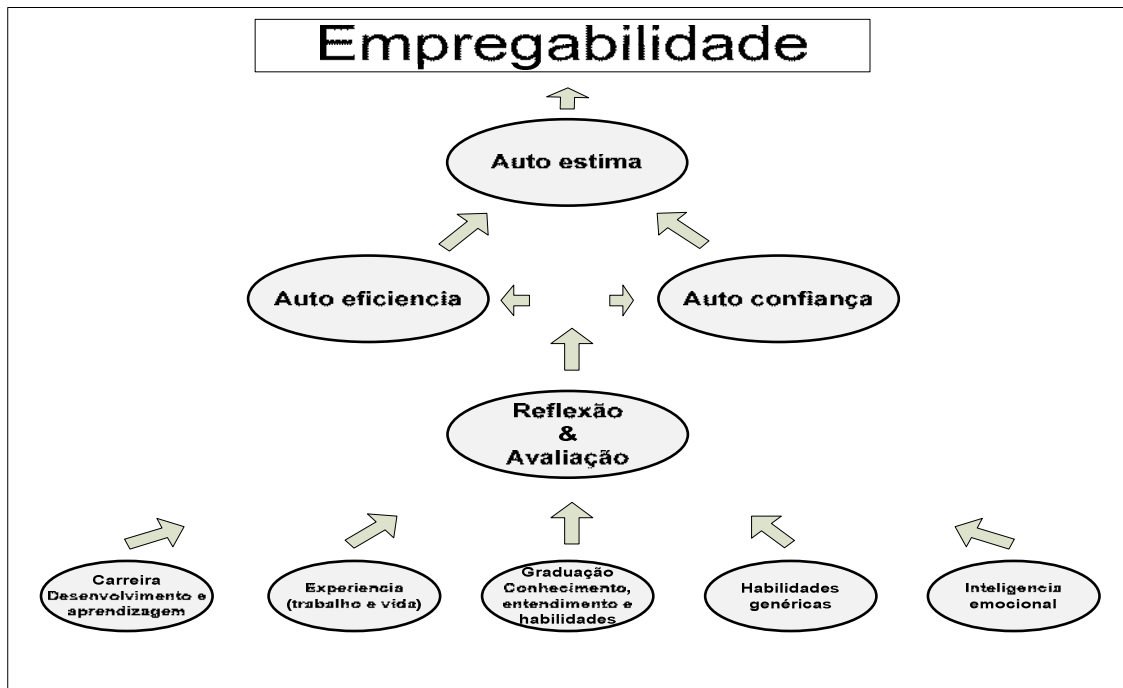 Empregabilidade
Auto estima
Auto eficiencia
Auto confiança
Reflexão
&
Avaliação
Carreira
Desenvolvimento e
aprendizagem
Experiencia
(trabalho e vida)
Graduação
Conhecimento,
entendimento e
habilidades
Habilidades
genéricas
Inteligencia
emocional